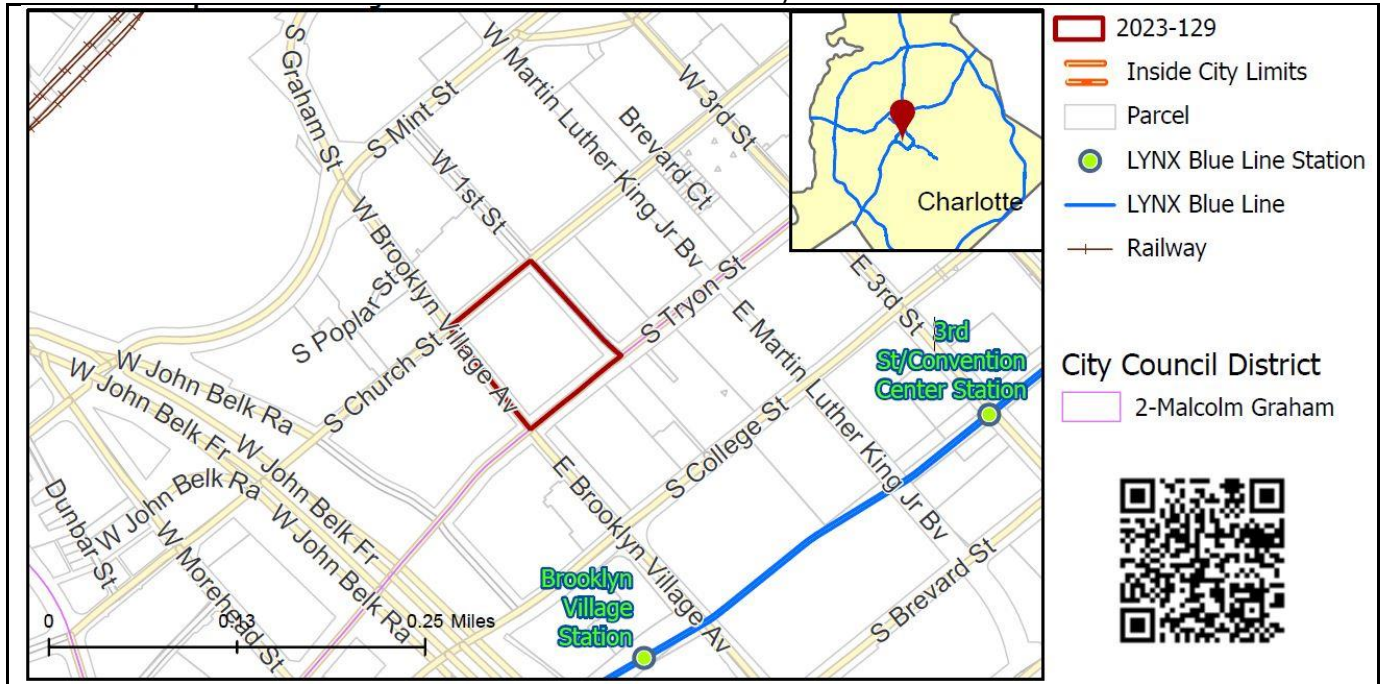 S Graham St
S Mint St
W Martin Luther King Jr Bv
W 3rd St
Brevard Ct
W 1st St
W Brooklyn Village Av
S Poplar St
S Church St
S Tryon St
E 3rd St
E Martin Luther King Jr Bv
S College St
3rd
St/Convention
Center Station
W John Belk Ra
W John Belk Fr
W John Belk Fr
W John Belk Ra
W John Belk Ra
Dunbar St
W Morehead St
E Brooklyn Village Av
Brooklyn
Village
Station
S Brevard St
0
0.13
0.25 Miles
Charlotte
2023-129
Inside City Limits
Parcel
LYNX Blue Line Station
LYNX Blue Line
Railway
City Council District
2-Malcolm Graham